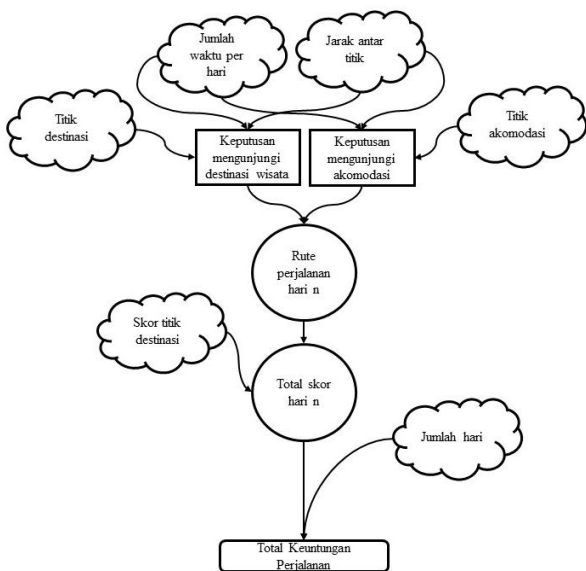 Jumlah
waktu per
hari
Jarak antar
titik
Titik
destinasi
Titik
akomodasi
Keputusan
mengunjungi
destinasi wisata
Keputusan
mengunjungi
akomodasi
Rute
perjalanan
hari n
Skor titik
destinasi
Total skor
hari n
Jumlah hari
Total Keuntungan
Perjalanan